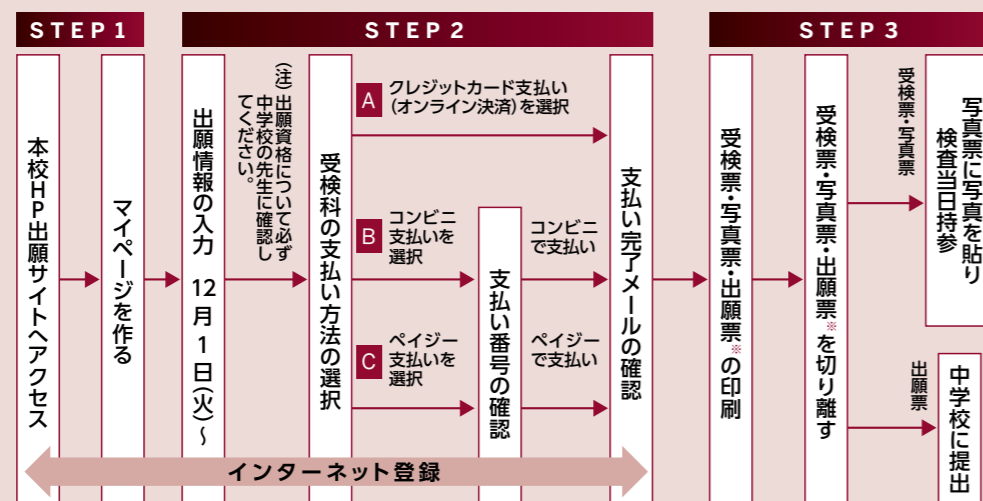 STEP1
本校HP出願サイトへアクセス
マイページを作る
STEP2
出願情報の入力 12月1日(火)~
(注)出願資格について必ず
中学校の先生に確認し
てください。
受検科の支払い方法の選択
A
クレジットカード支払い
(オンライン決済)を選択
B
コンビニ
支払いを
選択
C
ペイジー
支払いを
選択
支払い番号の確認
コンビニ
で支払い
ペイジー
で支払い
支払い完了メールの確認
インターネット登録
STEP3
受検票・写真票・出願票※の印刷
受検票・写真票・出願票※を切り離す
受検票・写真票
写真票に写真を貼り
検査当日持参
出願票
中学校に提出